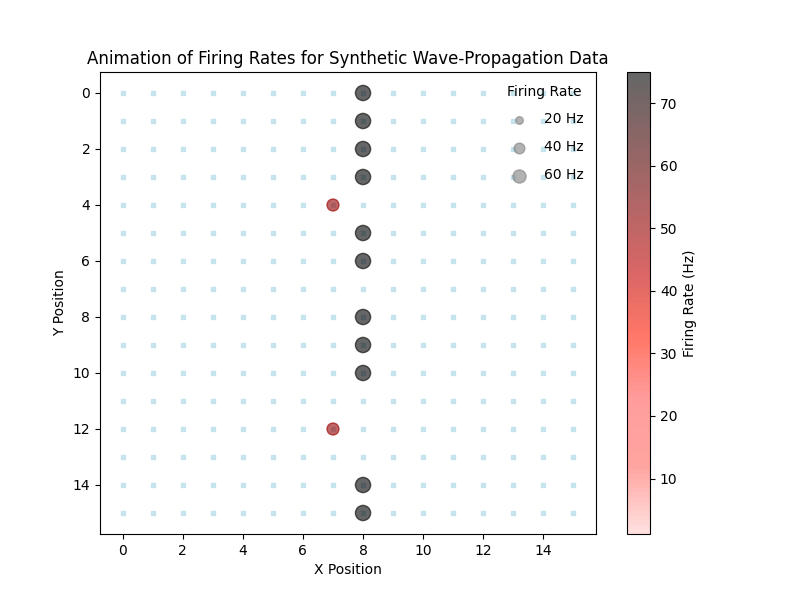 Animation of Firing Rates for Synthetic Wave-Propagation Data
Firing Rate
20 Hz
40 Hz
60 Hz
0
2
4
6
8
10
12
14
Y Position
0
2
4
6
8
10
12
14
X Position
70
60
50
40
30
20
10
Firing Rate (Hz)